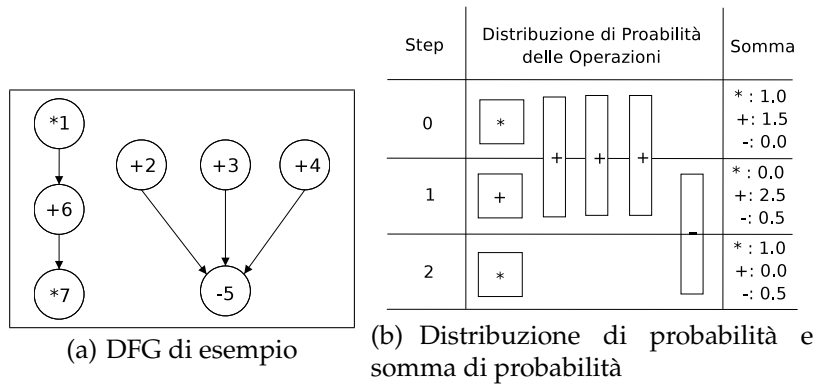 *1
+2
+3
+4
+6
*7
-5
(a) DFG di esempio
Step
Distribuzione di Proabilità
delle Operazioni
Somma
0
*
+
+
+
* : 1.0
+: 1.5
-: 0.0
1
+
-
* : 0.0
+: 2.5
-: 0.5
2
*
* : 1.0
+: 0.0
-: 0.5
(b) Distribuzione di probabilità e
somma di probabilità